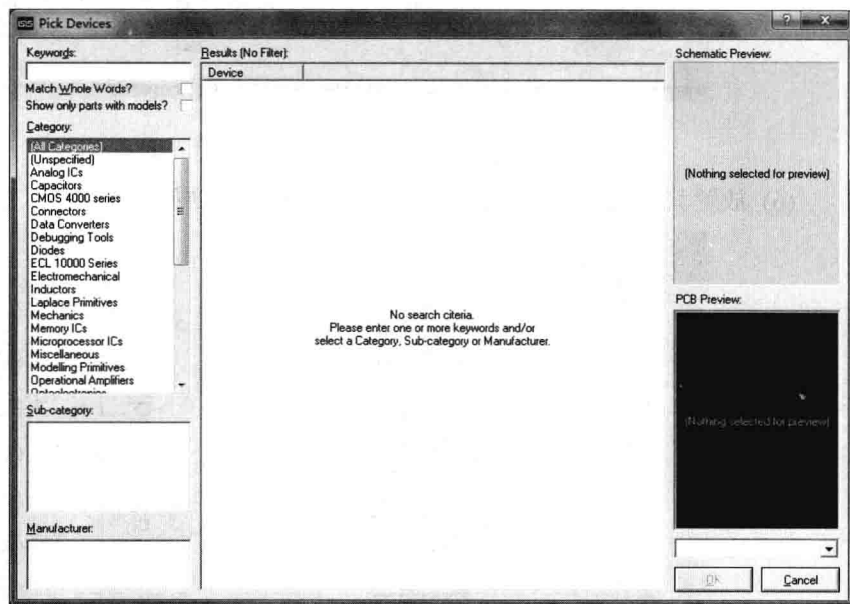 ISIS Pick Devices
Keywords:
Match Whole Words?
Show only parts with models?
Category:
(All Categories)
(Unspecified)
Analog ICs
Capacitors
CMOS 4000 series
Connectors
Data Converters
Debugging Tools
Diodes
ECL 10000 Series
Electromechanical
Inductors
Laplace Primitives
Mechanics
Memory ICs
Microprocessor ICs
Miscellaneous
Modelling Primitives
Operational Amplifiers
Optoelectronics
Sub-category:
Manufacturer:
Results (No Filter):
Device
No search citeria.
Please enter one or more keywords and/or
select a Category, Sub-category or Manufacturer.
Schematic Preview:
(Nothing selected for preview)
PCB Preview:
(Nothing selected for preview)
OK
Cancel